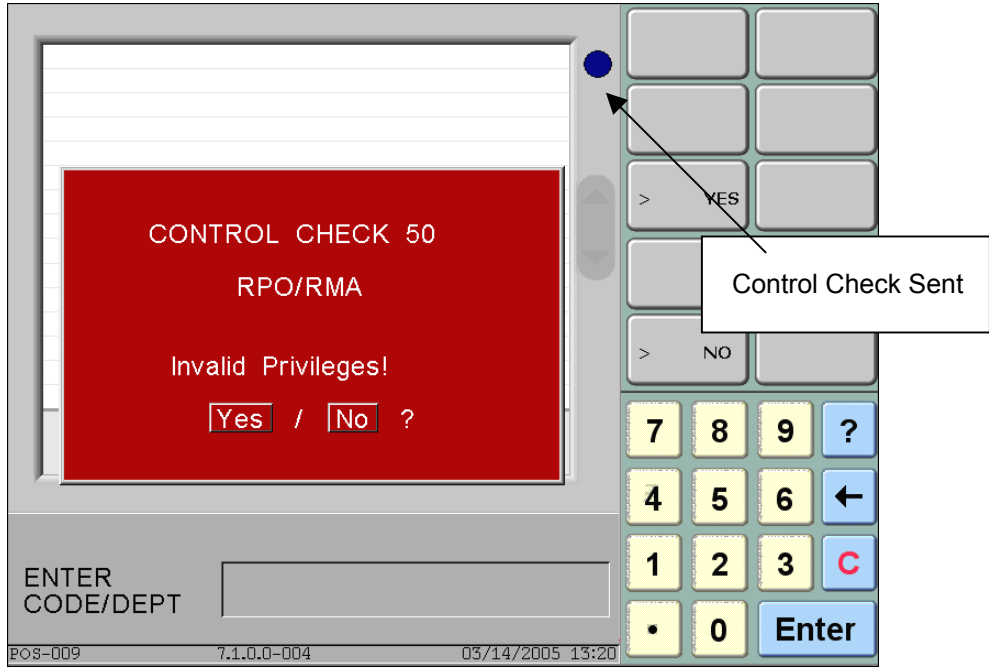 CONTROL CHECK 50
RPO/RMA
Invalid Privileges!
Yes / No ?
> YES
Control Check Sent
> NO
7 8 9 ?
4 5 6 ←
1 2 3 C
• 0 Enter
ENTER
CODE/DEPT
POS-009 7.1.0.0-004 03/14/2005 13:20